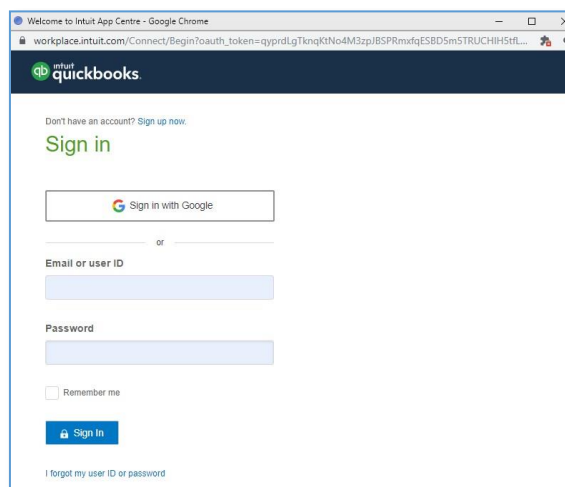 Welcome to Intuit App Centre - Google Chrome
workplace.intuit.com/Connect/Begin?oauth_token=qyprdLgTknqKtNo4M3zpJBSPRmxfqESBD5m5TRUCHIH5tfL...
qb intuit quickbooks.
Don't have an account? Sign up now.
Sign in
Sign in with Google
or
Email or user ID
Password
Remember me
Sign In
I forgot my user ID or password